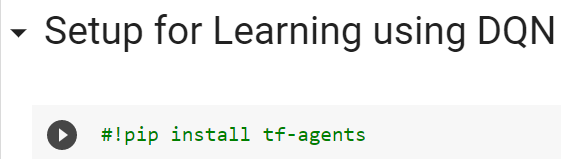 Setup for Learning using DQN
#!pip install tf-agents